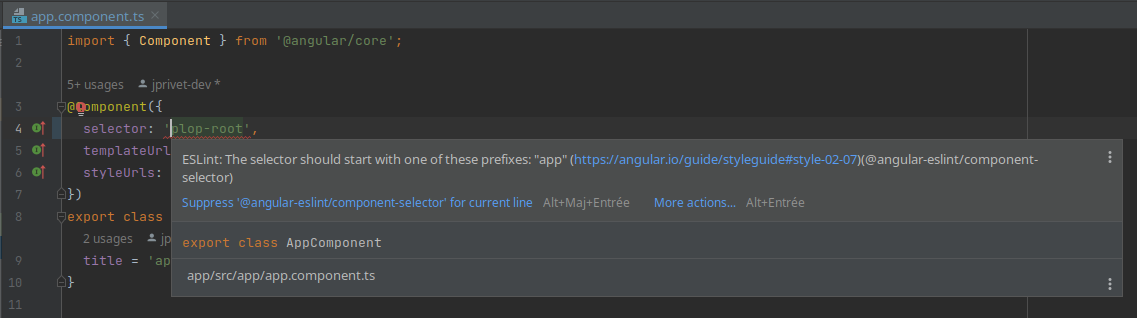 app.component.ts
1 import { Component } from '@angular/core';
2
5+ usages jprivet-dev *
3 @Component({
4 selector: 'plop-root',
5 templateUrl
6 styleUrls:
7 })
8 export class
2 usages jp
9 title = 'ap
10 }
11
ESLint: The selector should start with one of these prefixes: "app" (https://angular.io/guide/styleguide#style-02-07)(@angular-eslint/component-
selector)
Suppress '@angular-eslint/component-selector' for current line Alt+Maj+Entrée More actions... Alt+Entrée
export class AppComponent
app/src/app/app.component.ts